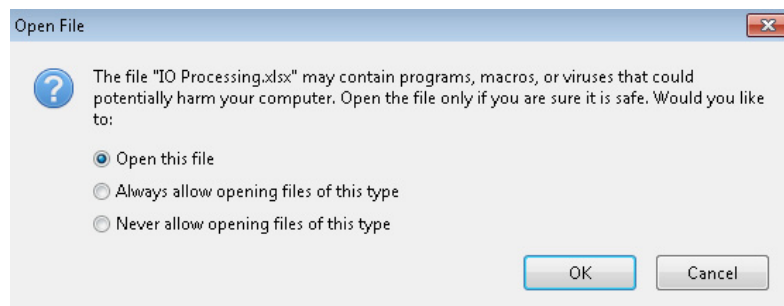 Open File
The file "IO Processing.xlsx" may contain programs, macros, or viruses that could
potentially harm your computer. Open the file only if you are sure it is safe. Would you like
to:
Open this file
Always allow opening files of this type
Never allow opening files of this type
OK
Cancel